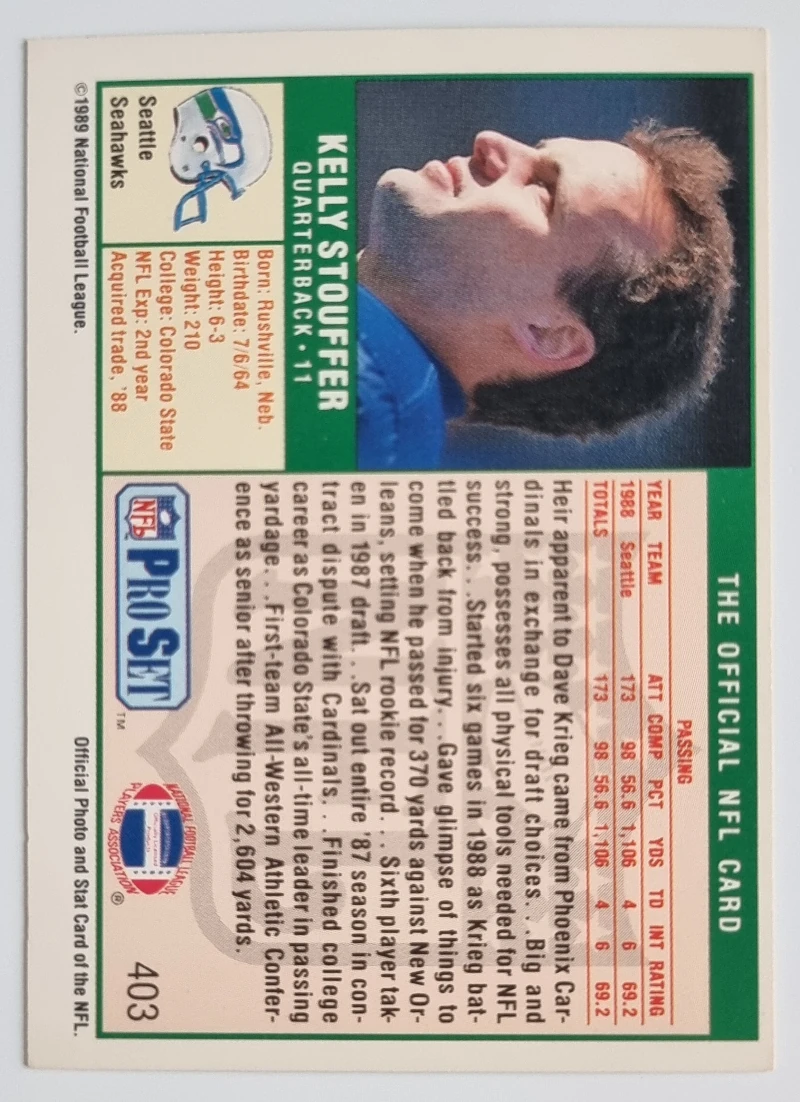 THE OFFICIAL NFL CARD
KELLY STOUFFER
QUARTERBACK • 11
Seattle
Seahawks
Born: Rushville, Neb.
Birthdate: 7/6/64
Height: 6-3
Weight: 210
College: Colorado State
NFL Exp: 2nd year
Acquired trade, '88
PASSING
YEAR TEAM ATT COMP PCT YDS TD INT RATING
1988 Seattle 173 98 56.6 1,106 4 6 69.2
TOTALS 173 98 56.6 1,106 4 6 69.2
Heir apparent to Dave Krieg came from Phoenix Car-
dinals in exchange for draft choices. . .Big and
strong, possesses all physical tools needed for NFL
success. . .Started six games in 1988 as Krieg bat-
tled back from injury. . .Gave glimpse of things to
come when he passed for 370 yards against New Or-
leans, setting NFL rookie record. . .Sixth player tak-
en in 1987 draft. . .Sat out entire '87 season in con-
tract dispute with Cardinals. . .Finished college
career as Colorado State's all-time leader in passing
yardage. . .First-team All-Western Athletic Confer-
ence as senior after throwing for 2,604 yards.
NFL PRO SET ™
NATIONAL FOOTBALL LEAGUE
PLAYERS ASSOCIATION ®
403
©1989 National Football League.
Official Photo and Stat Card of the NFL.